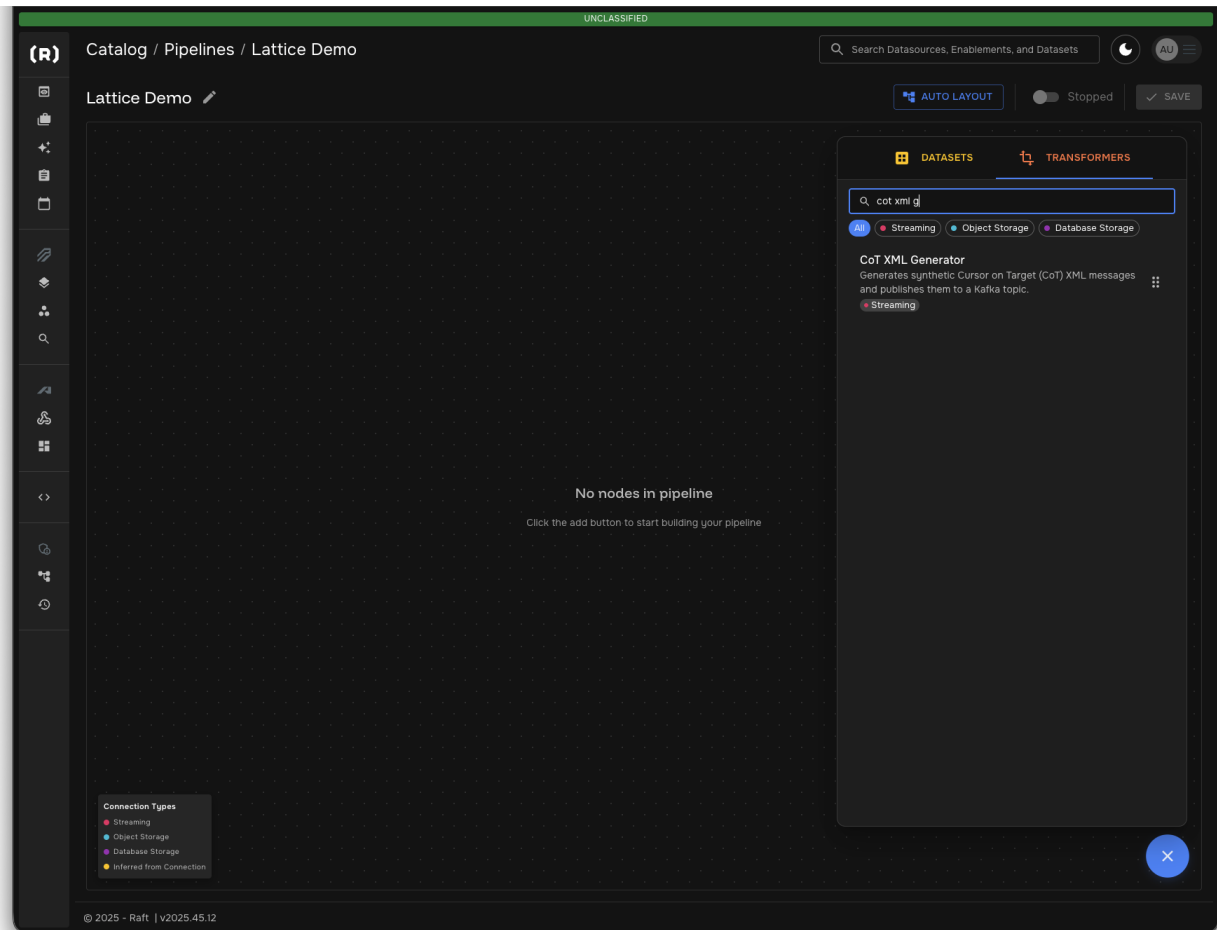 UNCLASSIFIED
(R)
Catalog / Pipelines / Lattice Demo
Search Datasources, Enablements, and Datasets
AU
Lattice Demo
AUTO LAYOUT
Stopped
SAVE
DATASETS
TRANSFORMERS
cot xml g
All
Streaming
Object Storage
Database Storage
CoT XML Generator
Generates synthetic Cursor on Target (CoT) XML messages
and publishes them to a Kafka topic.
Streaming
No nodes in pipeline
Click the add button to start building your pipeline
Connection Types
Streaming
Object Storage
Database Storage
Inferred from Connection
© 2025 - Raft | v2025.45.12